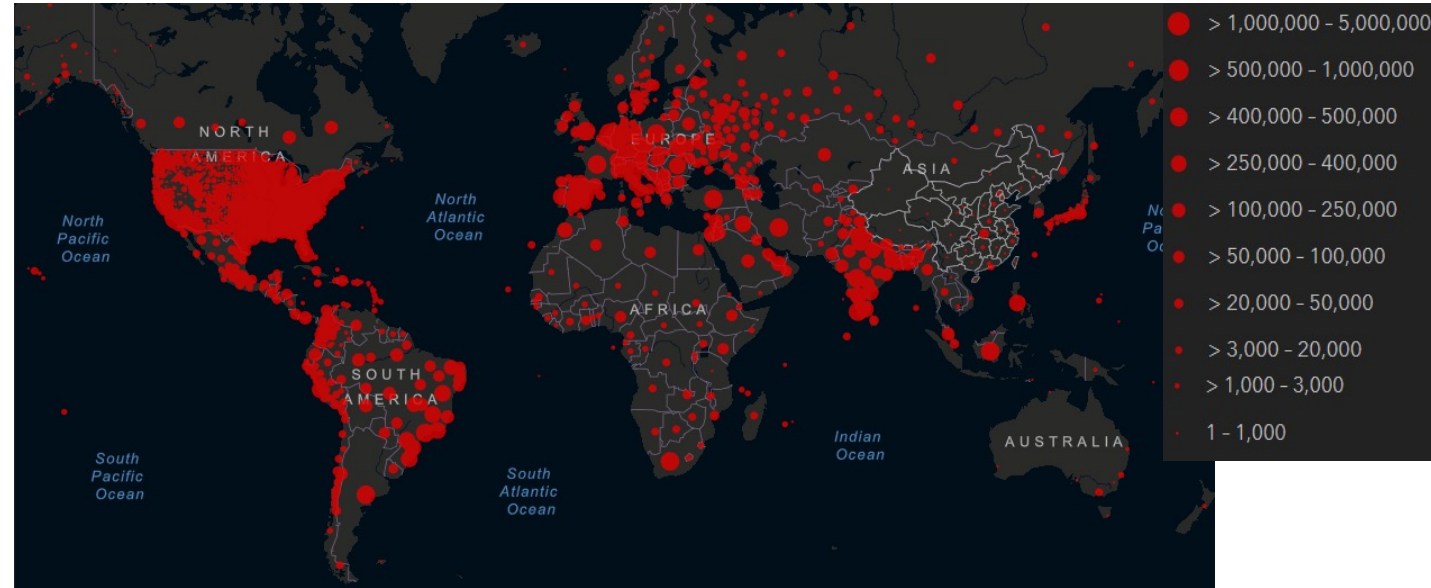 NORTH
AMERICA
North
Pacific
Ocean
North
Atlantic
Ocean
EUROPE
ASIA
AFRICA
SOUTH
AMERICA
South
Pacific
Ocean
South
Atlantic
Ocean
Indian
Ocean
AUSTRALIA
No
Pa
Oc
> 1,000,000 – 5,000,000
> 500,000 – 1,000,000
> 400,000 – 500,000
> 250,000 – 400,000
> 100,000 – 250,000
> 50,000 – 100,000
> 20,000 – 50,000
> 3,000 – 20,000
> 1,000 – 3,000
1 – 1,000